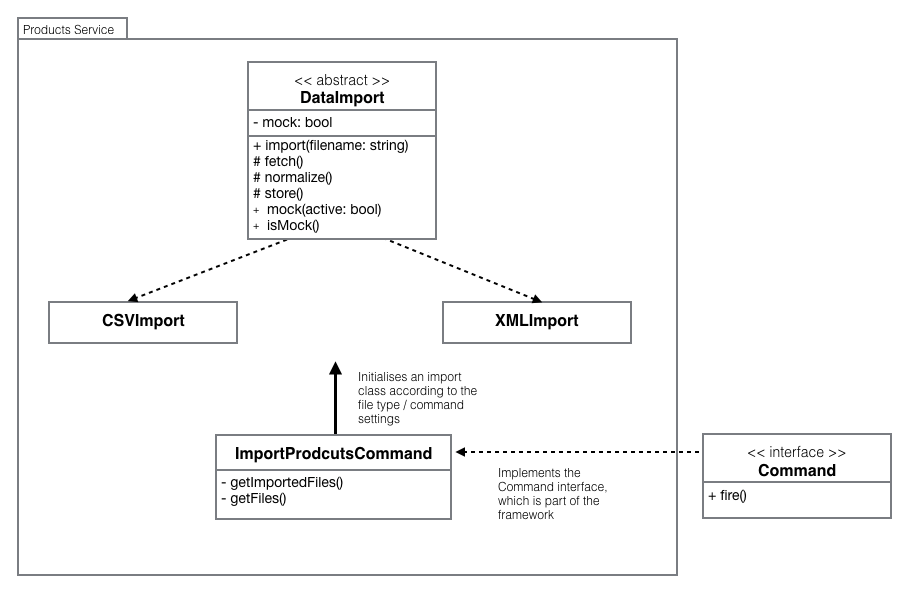 Products Service
<< abstract >>
DataImport
- mock: bool
+ import(filename: string)
# fetch()
# normalize()
# store()
+ mock(active: bool)
+ isMock()
CSVImport
XMLImport
Initialises an import
class according to the
file type / command
settings
ImportProdcutsCommand
- getImportedFiles()
- getFiles()
Implements the
Command interface,
which is part of the
framework
<< interface >>
Command
+ fire()